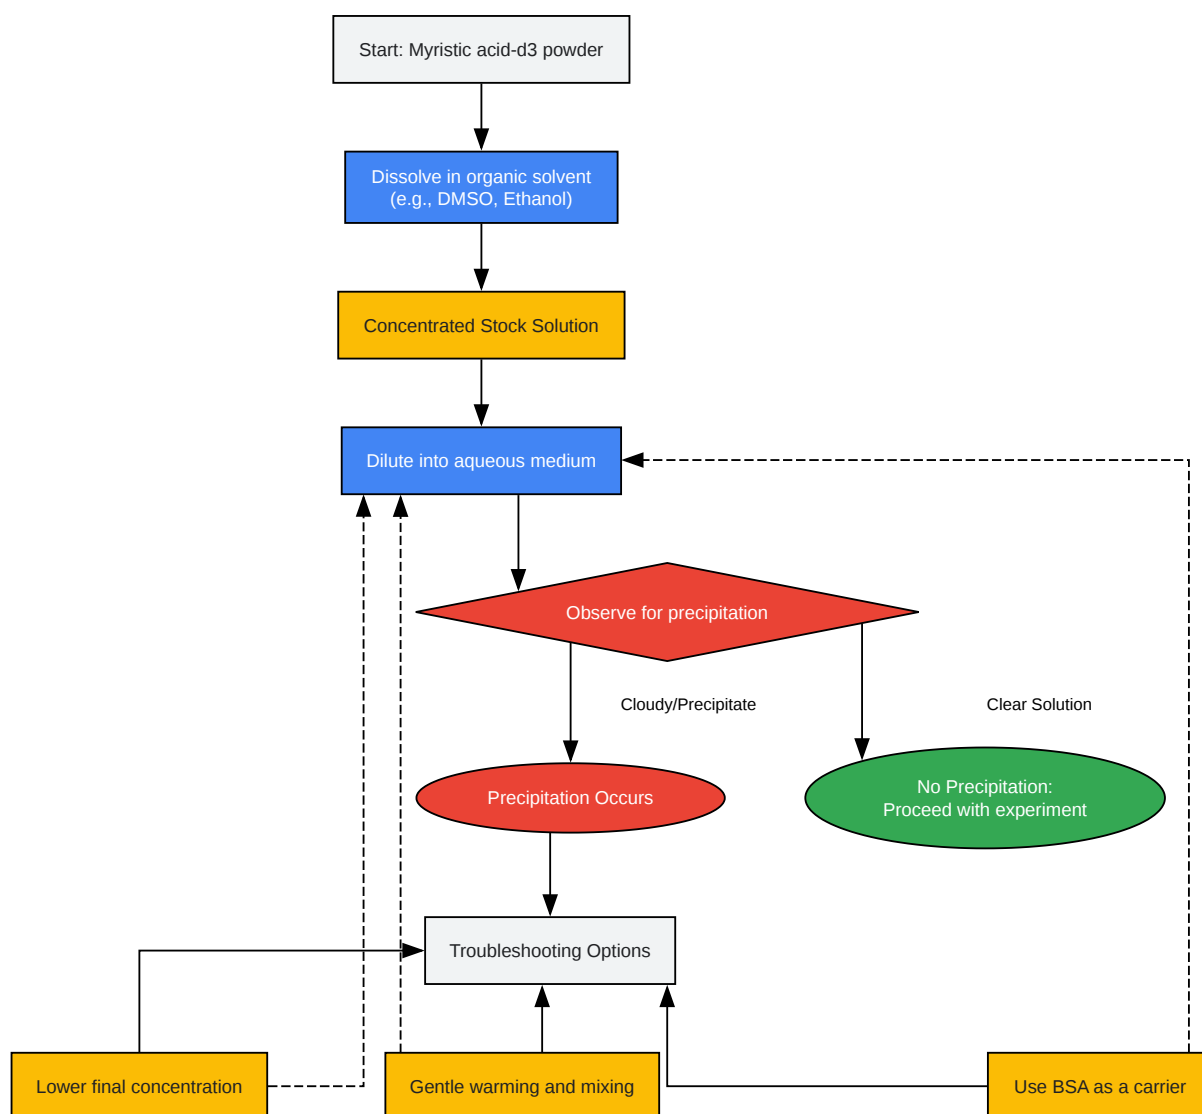 Start: Myristic acid-d3 powder
Dissolve in organic solvent
(e.g., DMSO, Ethanol)
Concentrated Stock Solution
Dilute into aqueous medium
Observe for precipitation
Cloudy/Precipitate
Clear Solution
Precipitation Occurs
No Precipitation:
Proceed with experiment
Troubleshooting Options
Lower final concentration
Gentle warming and mixing
Use BSA as a carrier